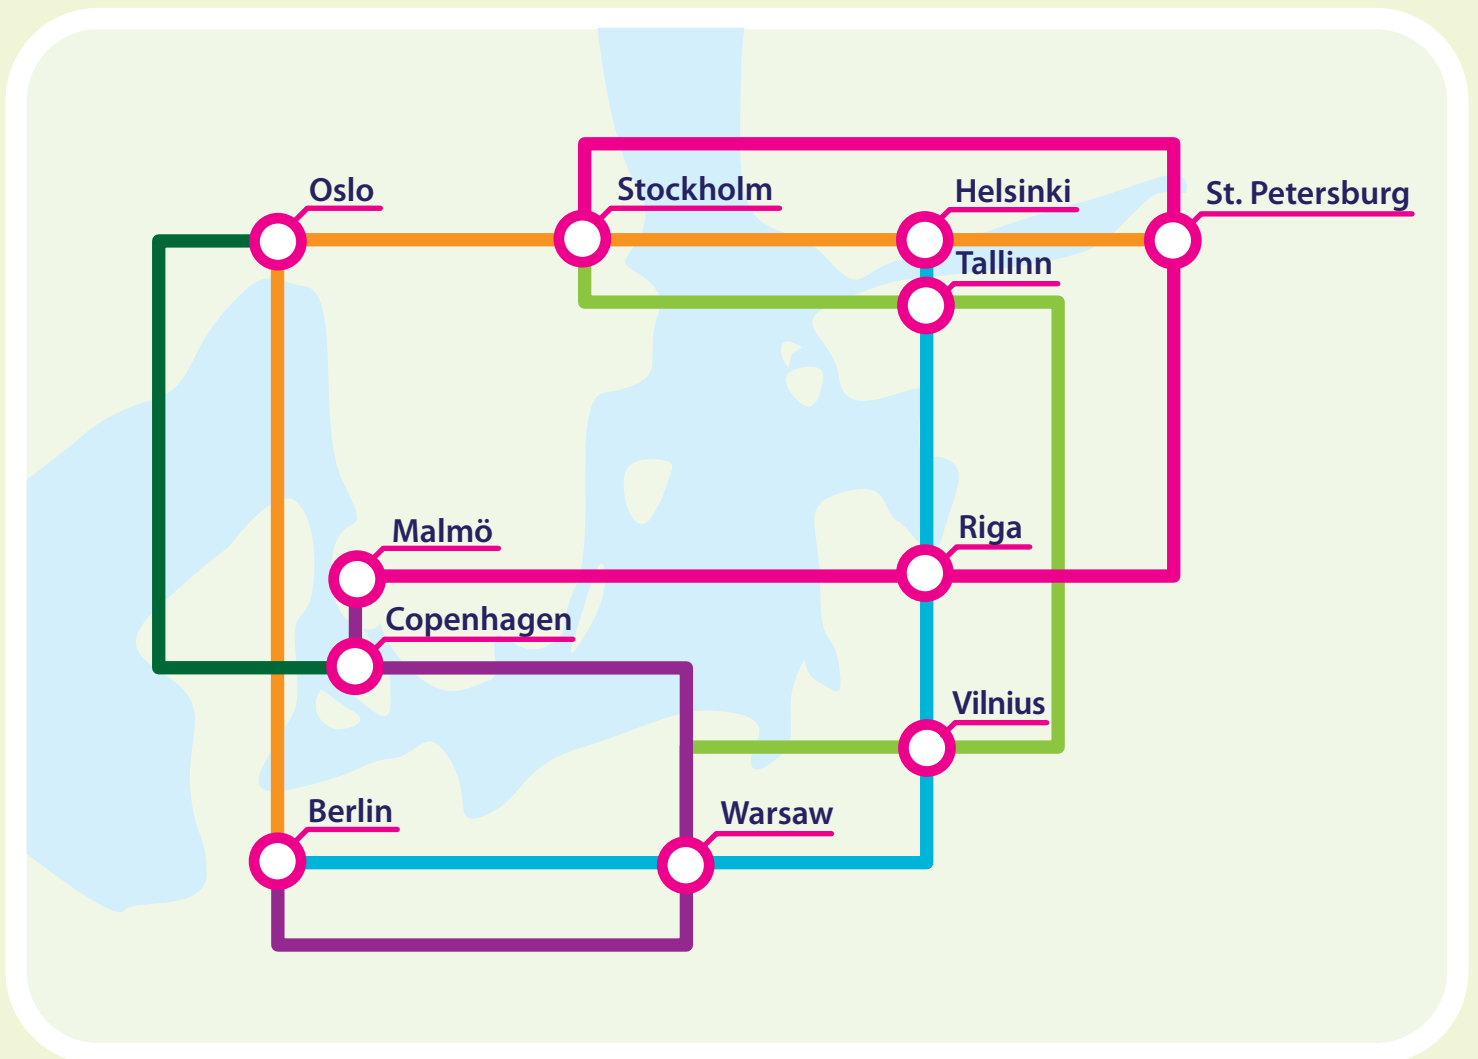 Oslo
Stockholm
Helsinki
St. Petersburg
Tallinn
Malmö
Riga
Copenhagen
Vilnius
Berlin
Warsaw